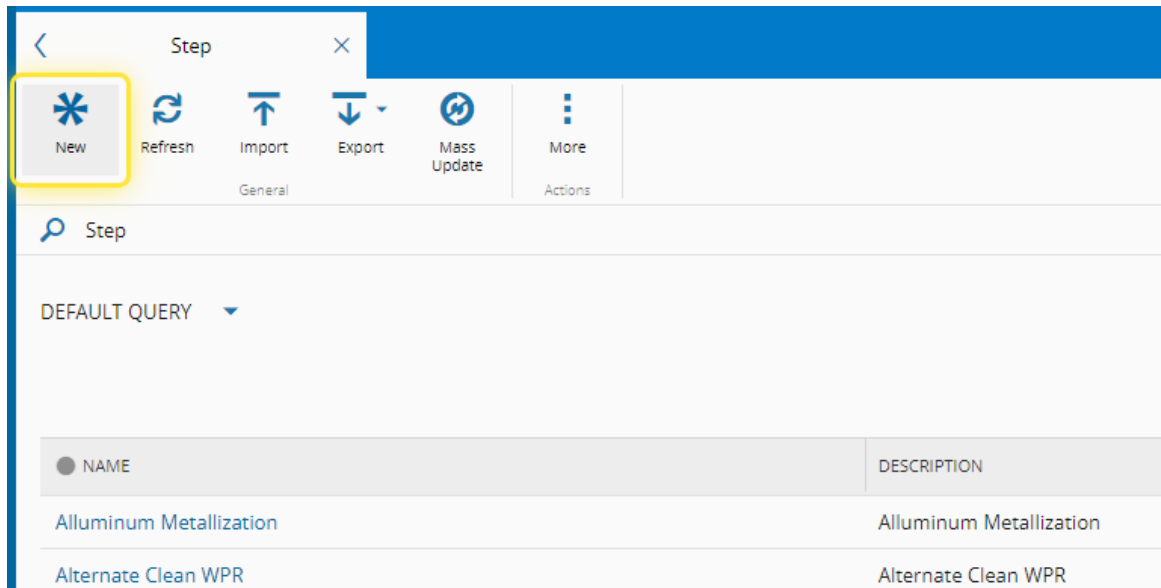 Step
New
Refresh
Import
Export
Mass
Update
More
General
Actions
Step
DEFAULT QUERY
NAME
DESCRIPTION
Alluminum Metallization
Alluminum Metallization
Alternate Clean WPR
Alternate Clean WPR